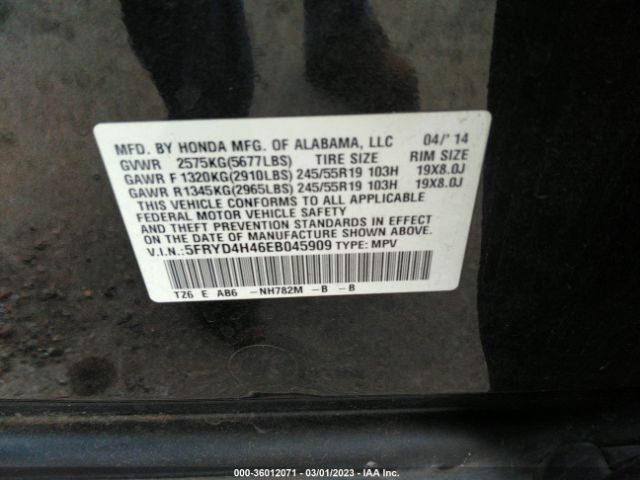 MFD. BY HONDA MFG. OF ALABAMA, LLC 04/'14
GVWR 2575KG(5677LBS) TIRE SIZE RIM SIZE
GAWR F 1320KG(2910LBS) 245/55R19 103H 19X8.0J
GAWR R1345KG(2965LBS) 245/55R19 103H 19X8.0J
THIS VEHICLE CONFORMS TO ALL APPLICABLE
FEDERAL MOTOR VEHICLE SAFETY
AND THEFT PREVENTION STANDARDS IN EFFECT
ON THE DATE OF MANUFACTURE SHOWN ABOVE.
V.I.N.:5FRYD4H46EB045909 TYPE: MPV
TZ6 E AB6 -NH782M -B -B
000-36012071 - 03/01/2023 - IAA